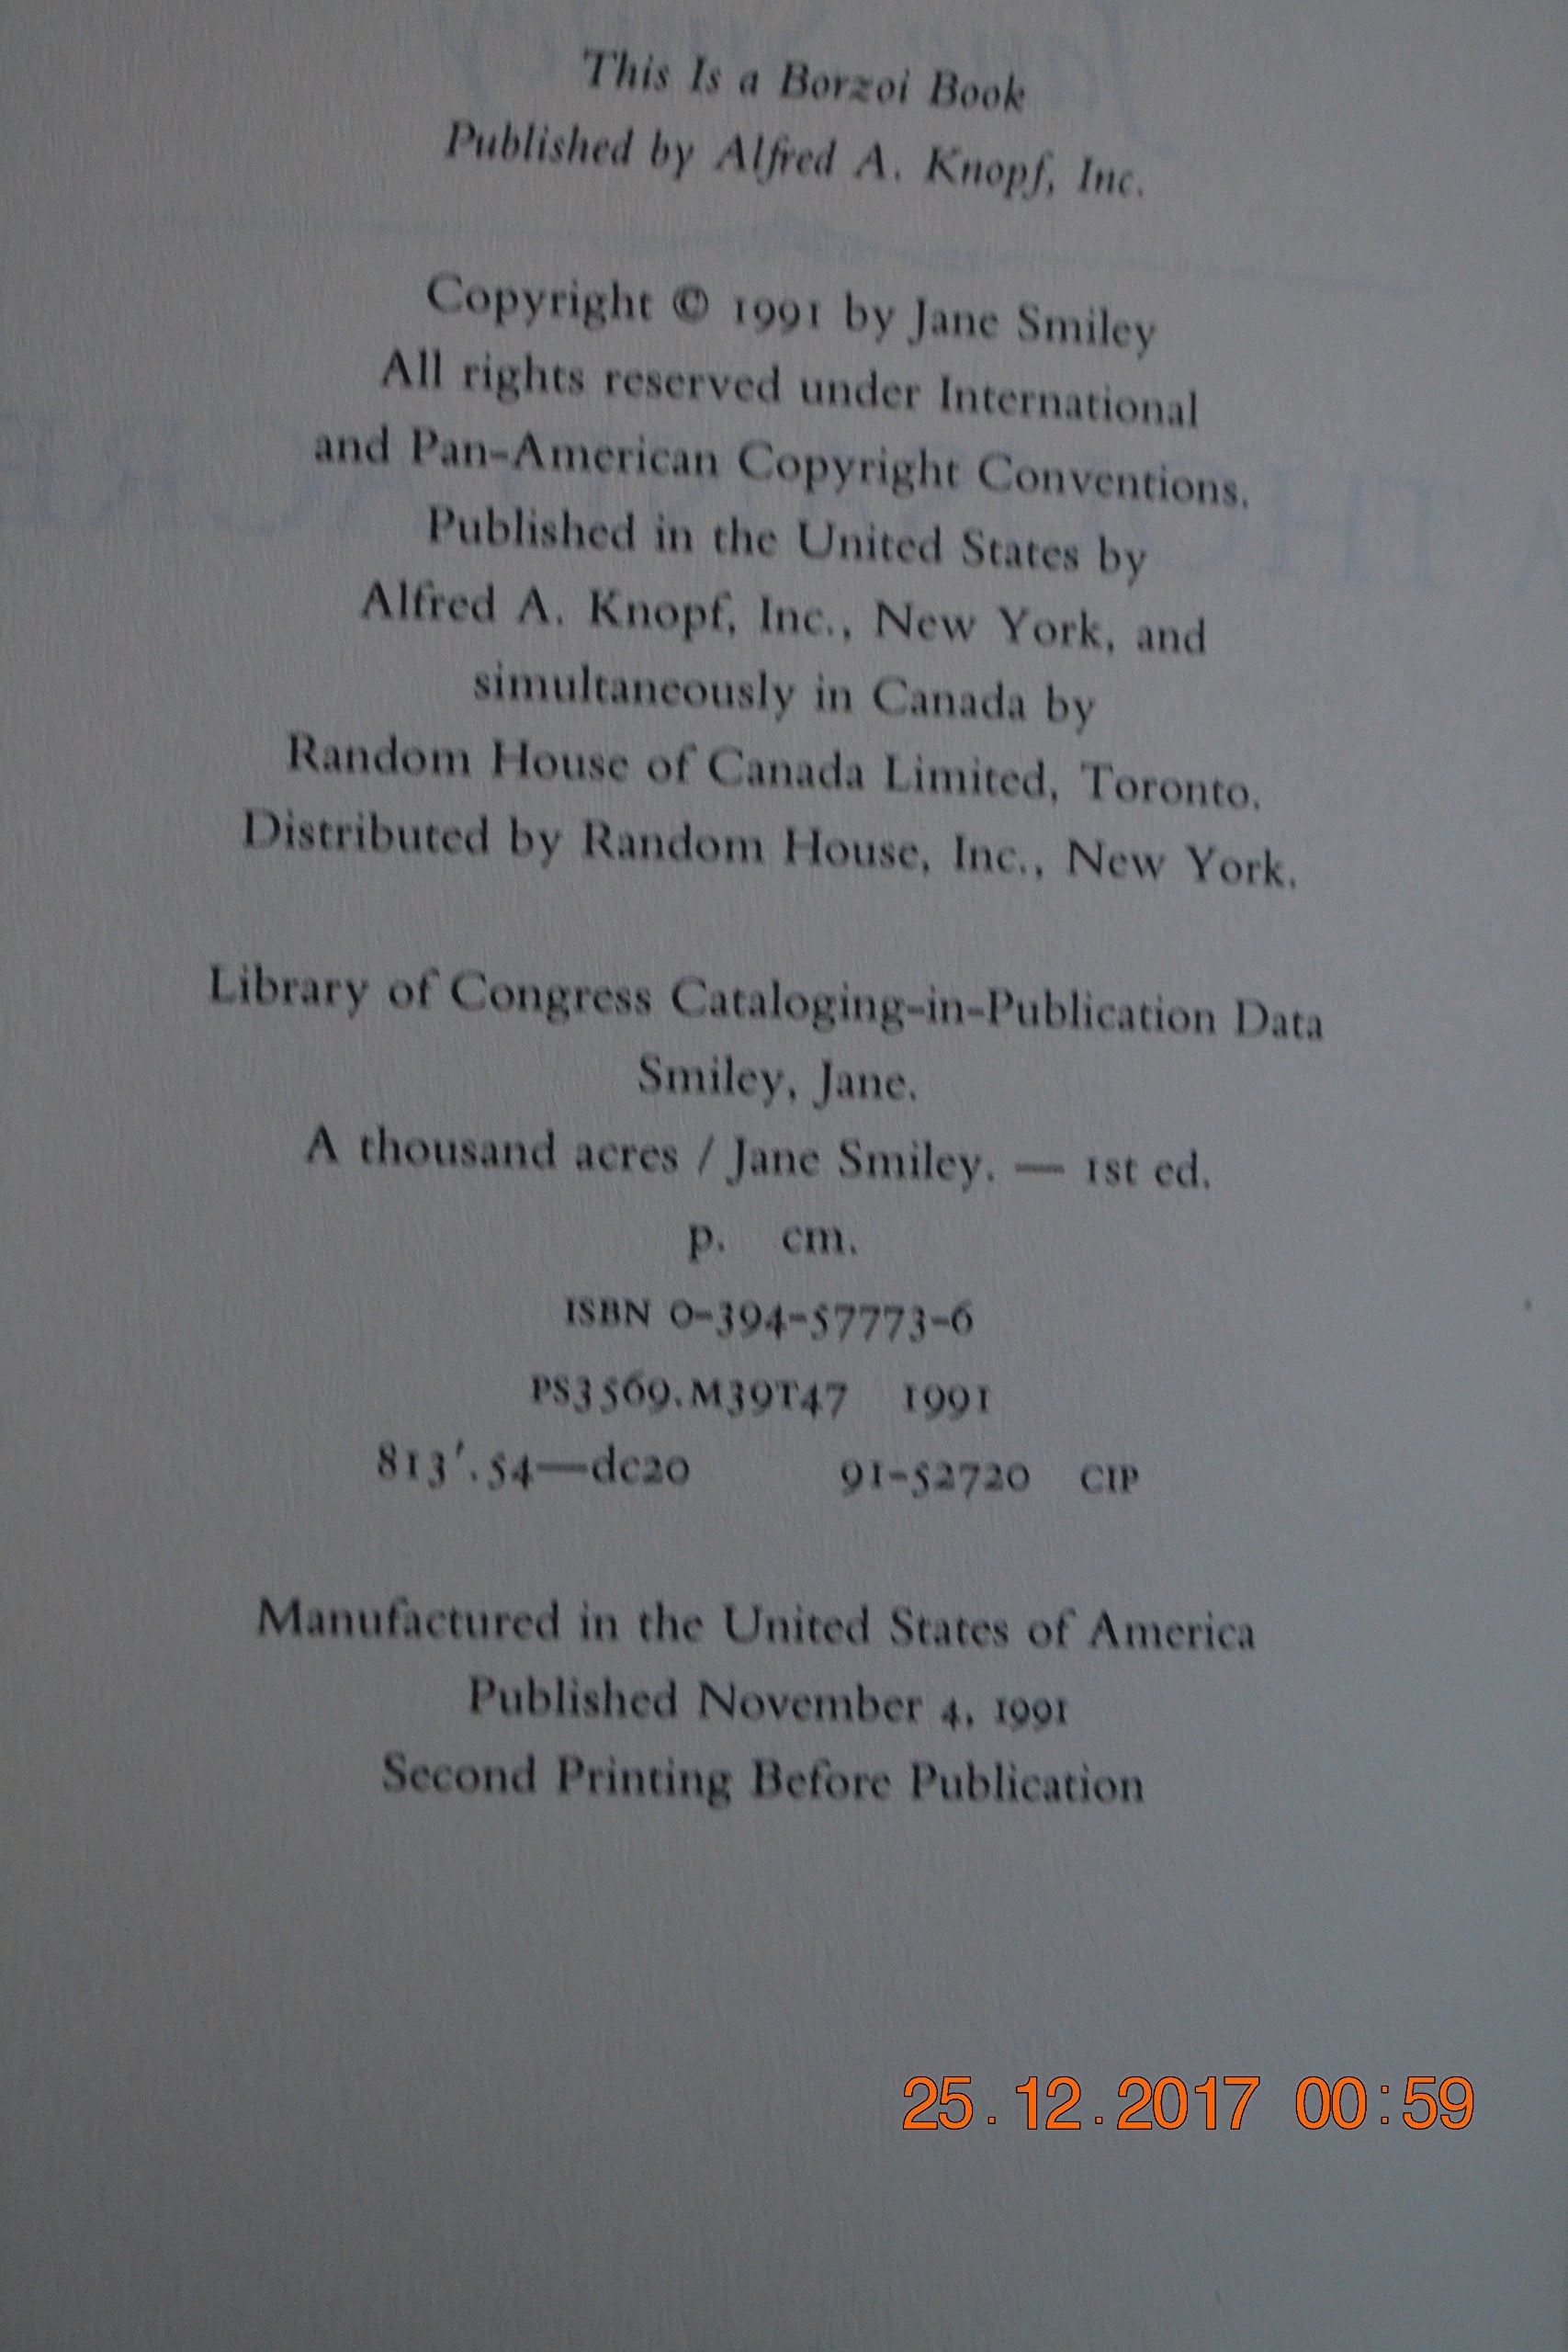 This Is a Borzoi Book
Published by Alfred A. Knopf, Inc.
Copyright © 1991 by Jane Smiley
All rights reserved under International
and Pan-American Copyright Conventions.
Published in the United States by
Alfred A. Knopf, Inc., New York, and
simultaneously in Canada by
Random House of Canada Limited, Toronto.
Distributed by Random House, Inc., New York.
Library of Congress Cataloging-in-Publication Data
Smiley, Jane.
A thousand acres / Jane Smiley. — 1st ed.
p. cm.
ISBN 0-394-57773-6
PS3569.M39T47 1991
813'.54—dc20 91-52720 CIP
Manufactured in the United States of America
Published November 4, 1991
Second Printing Before Publication
25.12.2017 00:59